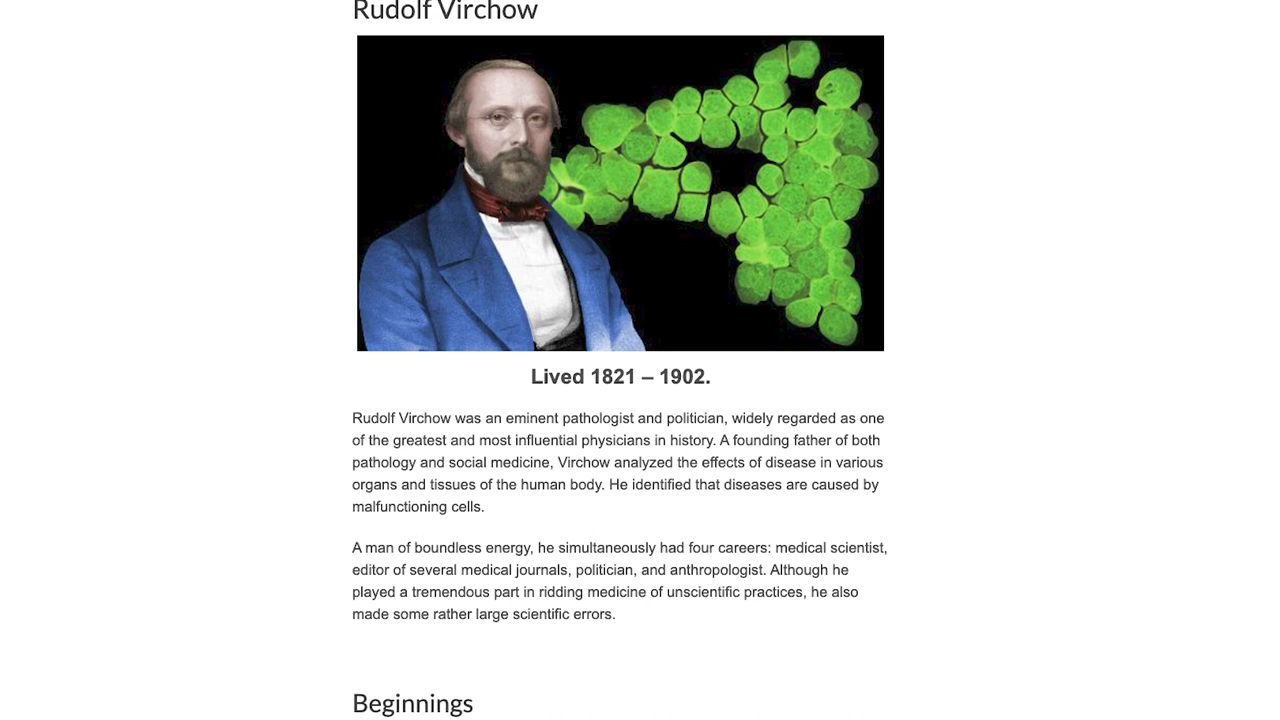 Rudolf Virchow
Lived 1821 – 1902.
Rudolf Virchow was an eminent pathologist and politician, widely regarded as one
of the greatest and most influential physicians in history. A founding father of both
pathology and social medicine, Virchow analyzed the effects of disease in various
organs and tissues of the human body. He identified that diseases are caused by
malfunctioning cells.
A man of boundless energy, he simultaneously had four careers: medical scientist,
editor of several medical journals, politician, and anthropologist. Although he
played a tremendous part in ridding medicine of unscientific practices, he also
made some rather large scientific errors.
Beginnings